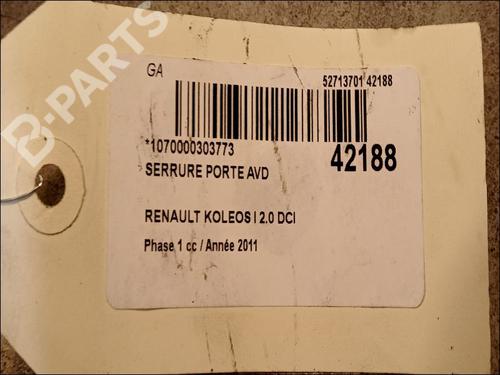 B-PARTS
GA
52713701 42188
*1070000303773
42188
SERRURE PORTE AVD
RENAULT KOLEOS I 2.0 DCI
Phase 1 cc / Année 2011